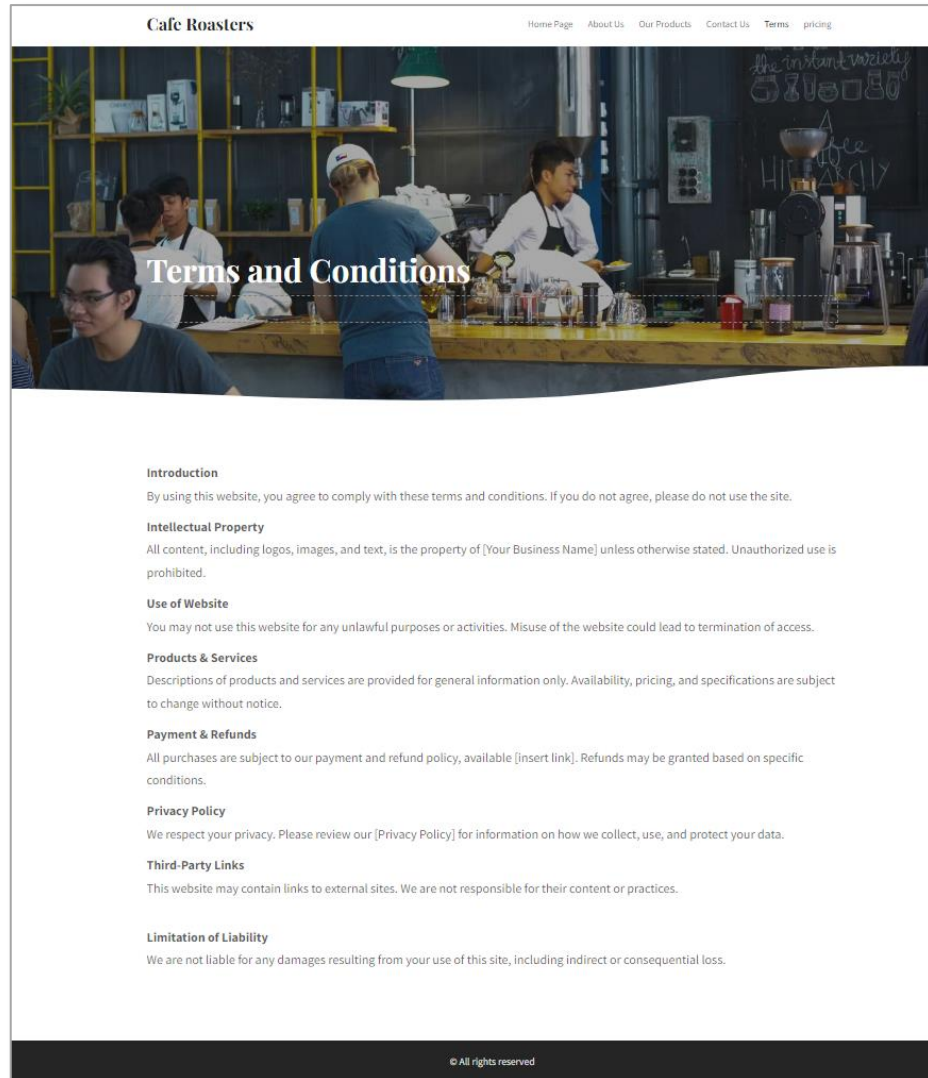 Cafe Roasters
Home Page About Us Our Products Contact Us Terms pricing
the instant variety
A
HI
Terms and Conditions
Introduction
By using this website, you agree to comply with these terms and conditions. If you do not agree, please do not use the site.
Intellectual Property
All content, including logos, images, and text, is the property of [Your Business Name] unless otherwise stated. Unauthorized use is
prohibited.
Use of Website
You may not use this website for any unlawful purposes or activities. Misuse of the website could lead to termination of access.
Products & Services
Descriptions of products and services are provided for general information only. Availability, pricing, and specifications are subject
to change without notice.
Payment & Refunds
All purchases are subject to our payment and refund policy, available [insert link]. Refunds may be granted based on specific
conditions.
Privacy Policy
We respect your privacy. Please review our [Privacy Policy] for information on how we collect, use, and protect your data.
Third-Party Links
This website may contain links to external sites. We are not responsible for their content or practices.
Limitation of Liability
We are not liable for any damages resulting from your use of this site, including indirect or consequential loss.
© All rights reserved